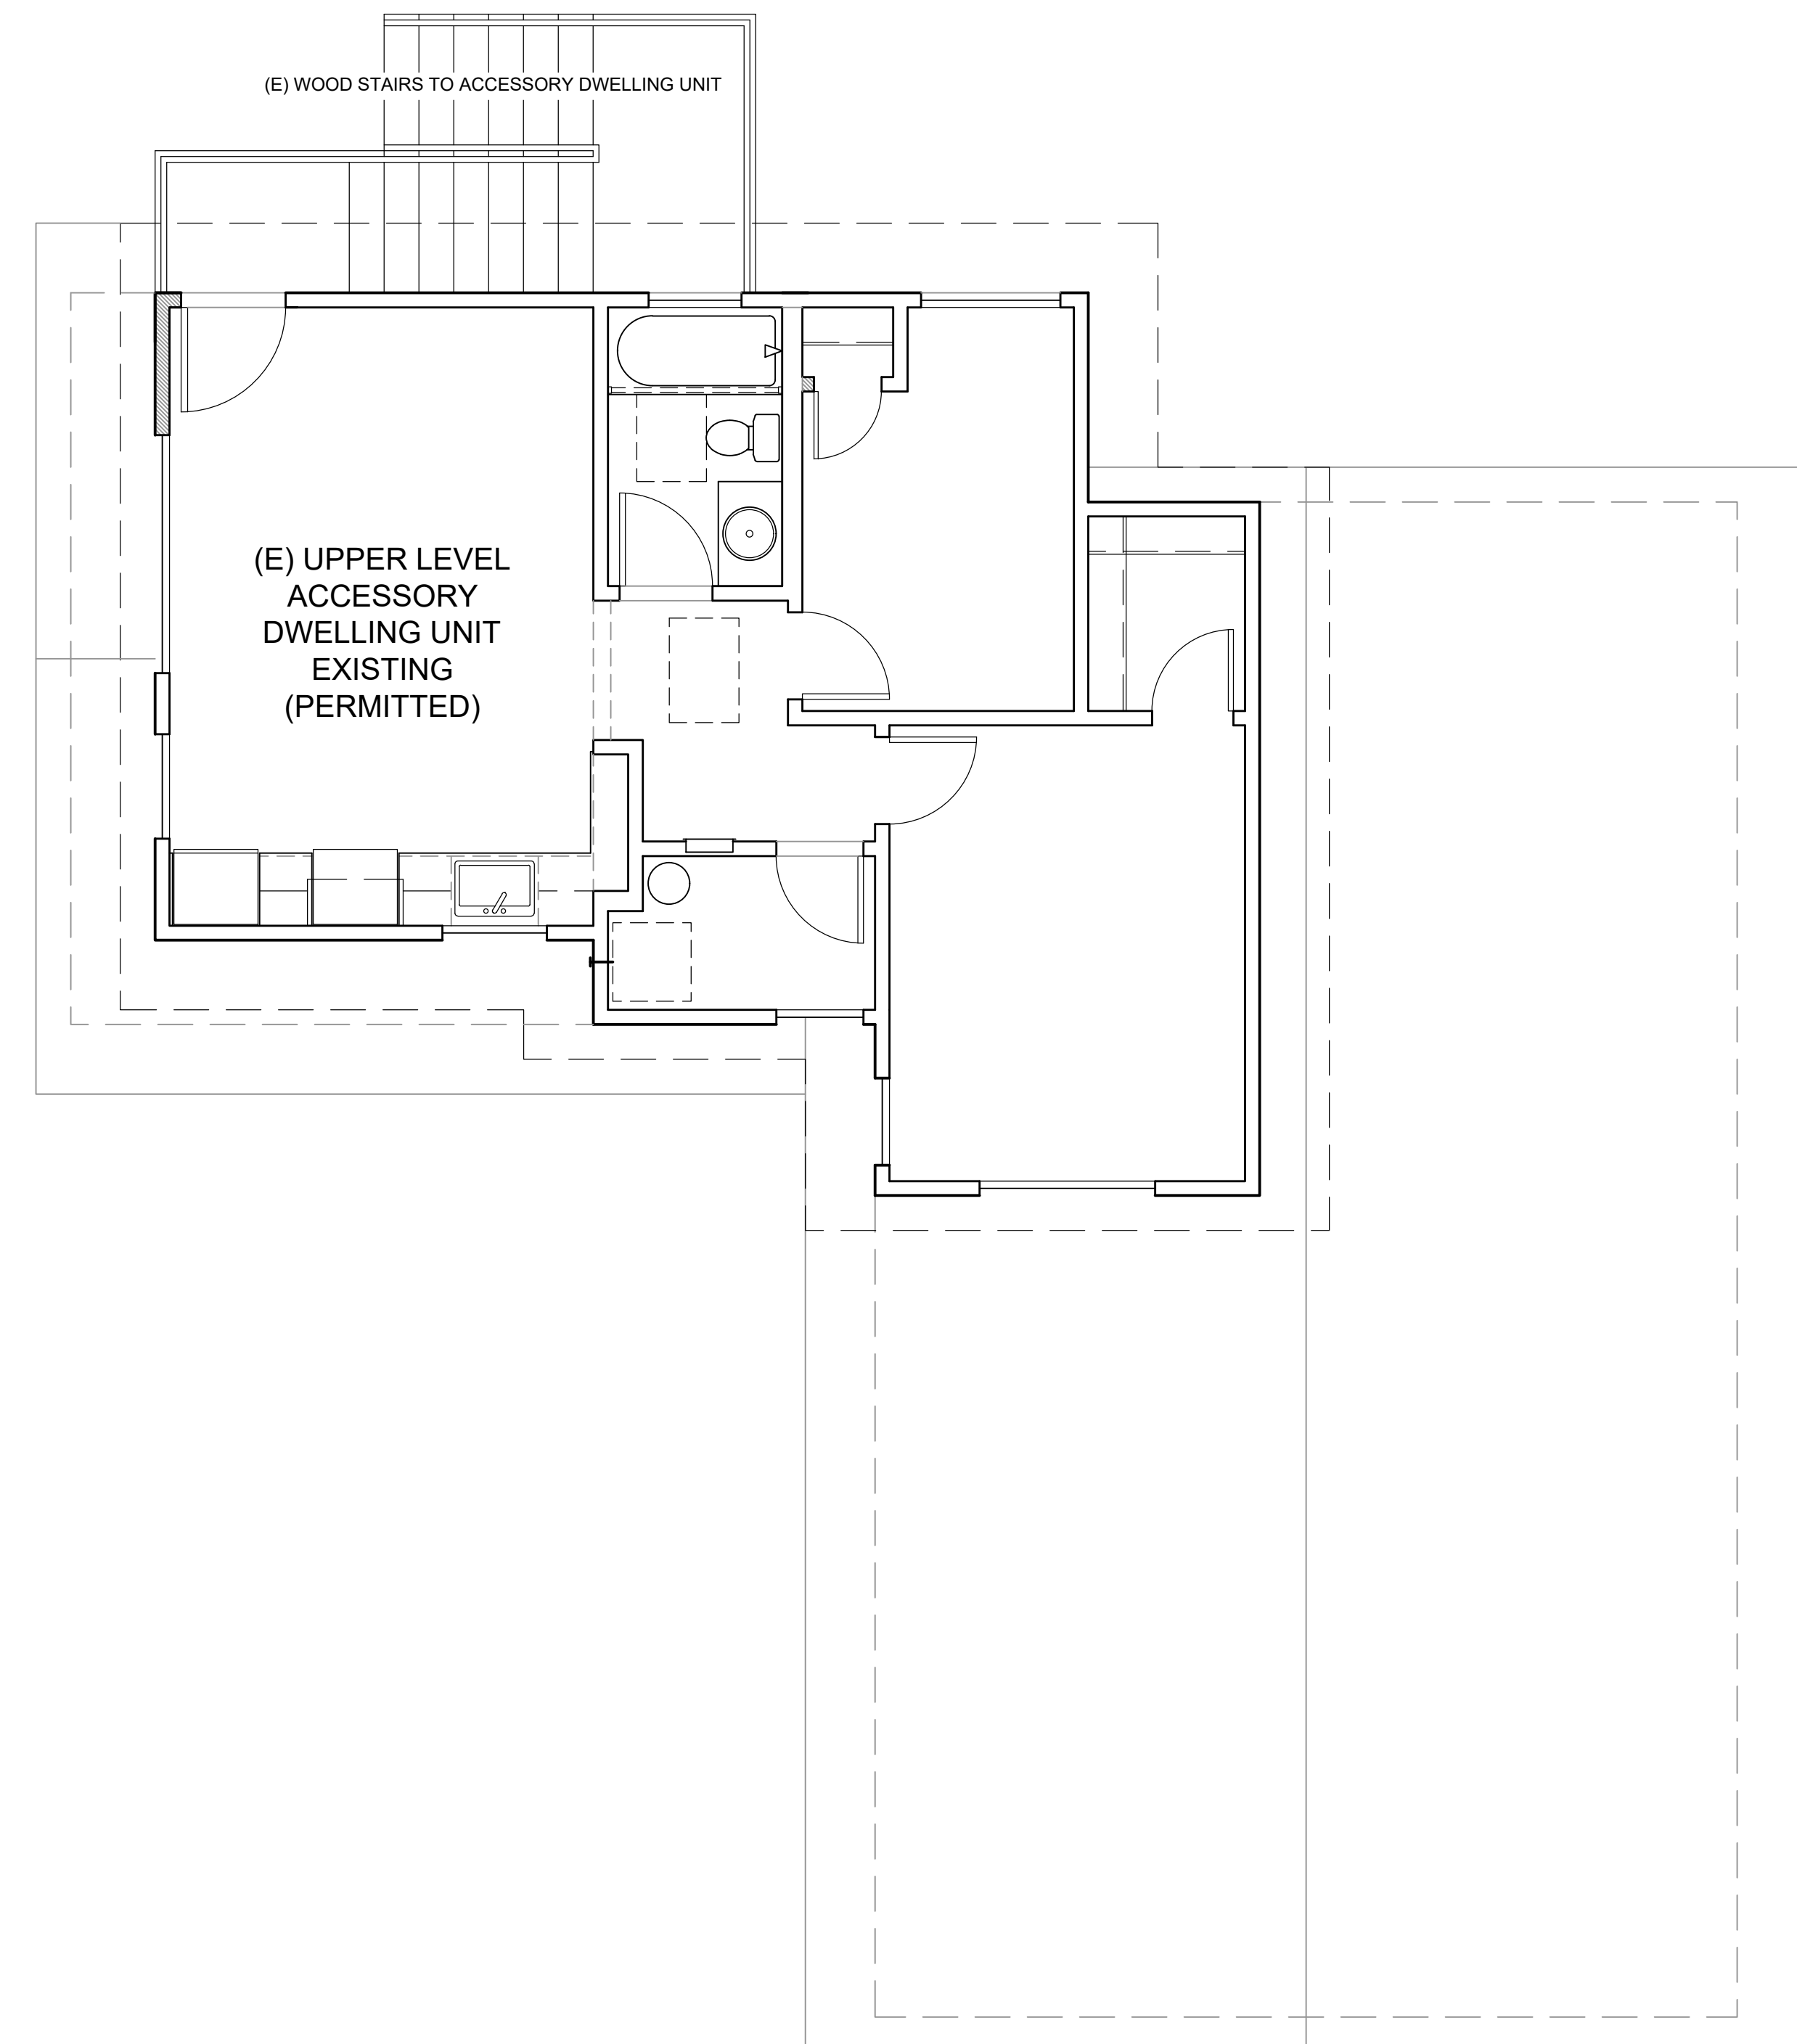 (E) WOOD STAIRS TO ACCESSORY DWELLING UNIT
(E) UPPER LEVEL
ACCESSORY
DWELLING UNIT
EXISTING
(PERMITTED)